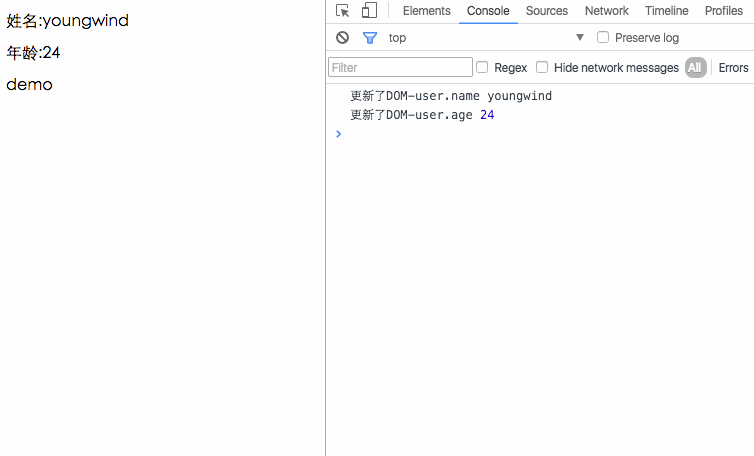 姓名:youngwind
年龄:24
demo
Elements Console Sources Network Timeline Profiles
top Preserve log
Filter Regex Hide network messages All Errors
更新了DOM-user.name youngwind
更新了DOM-user.age 24